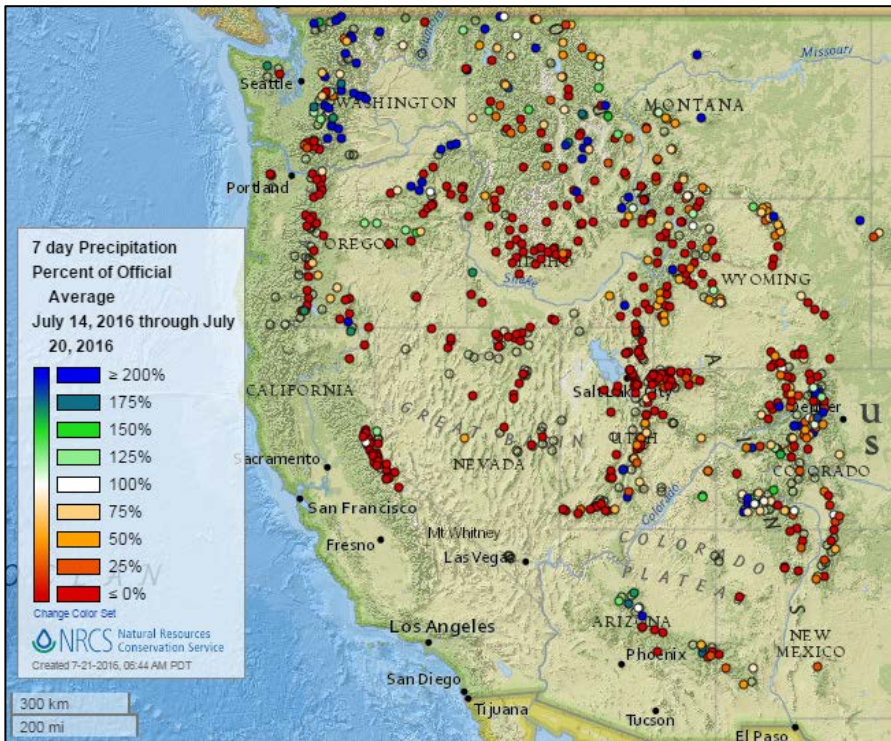 Missouri
Seattle
WASHINGTON
MONTANA
Portland
OREGON
IDAHO
Snake
WYOMING
7 day Precipitation
Percent of Official
Average
July 14, 2016 through July
20, 2016
≥ 200%
175%
150%
125%
100%
75%
50%
25%
≤ 0%
Change Color Set
NRCS Natural Resources
Conservation Service
Created 7-21-2016, 06:44 AM PDT
CALIFORNIA
Salt Lake City
GREAT BASIN
UTAH
NEVADA
Denver
us
COLORADO
Sacramento
San Francisco
Colorado
Mt Whitney
Fresno
Las Vegas
COLORADO
PLATEAU
Los Angeles
ARIZONA
NEW
MEXICO
Phoenix
San Diego
Tijuana
Tucson
El Paso
300 km
200 mi